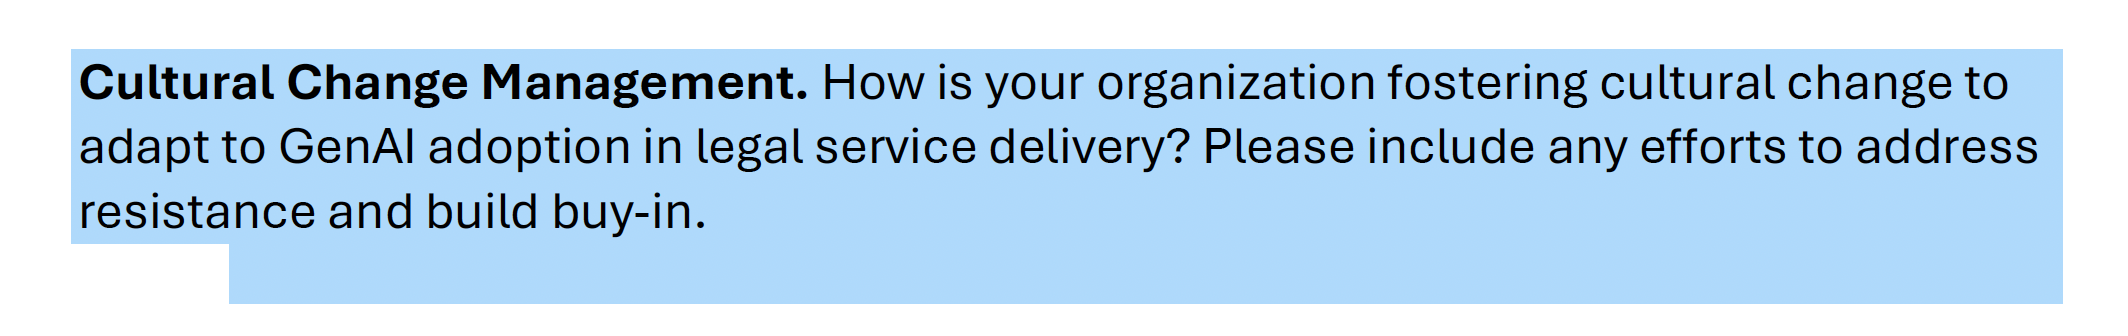 Cultural Change Management. How is your organization fostering cultural change to
adapt to GenAI adoption in legal service delivery? Please include any efforts to address
resistance and build buy-in.